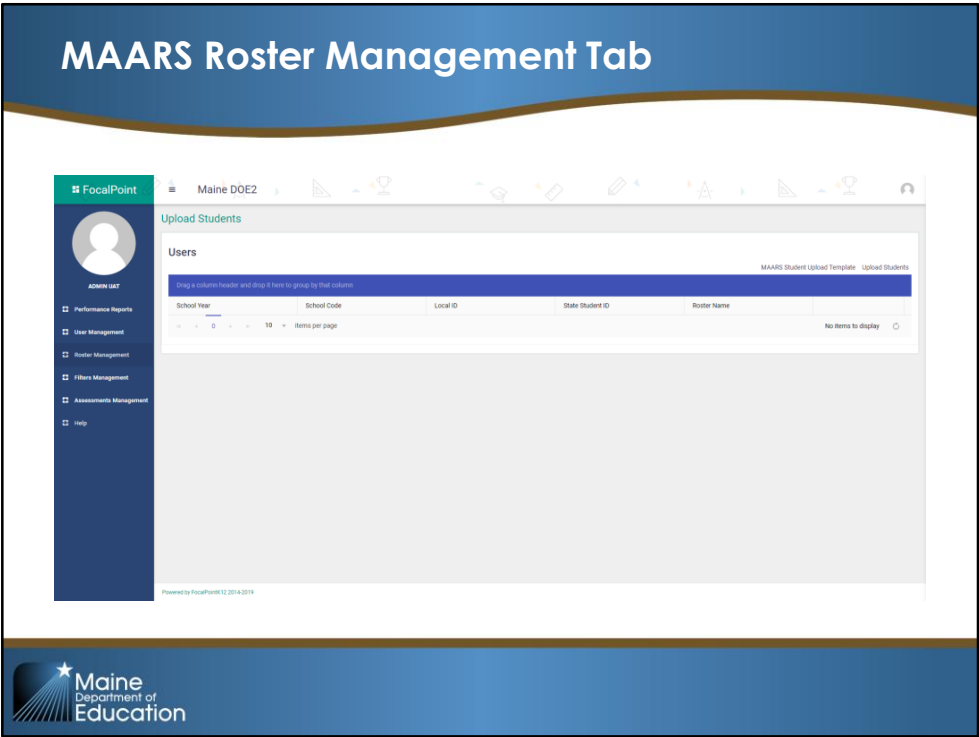 MAARS Roster Management Tab
FocalPoint
Maine DOE2
ADMIN UAT
Performance Reports
User Management
Roster Management
Filters Management
Assessments Management
Help
Upload Students
Users
MAARS Student Upload Template Upload Students
Drag a column header and drop it here to group by that column
School Year School Code Local ID State Student ID Roster Name
0 10 items per page No items to display
Powered by FocalPointK12 2014-2019
Maine
Department of
Education